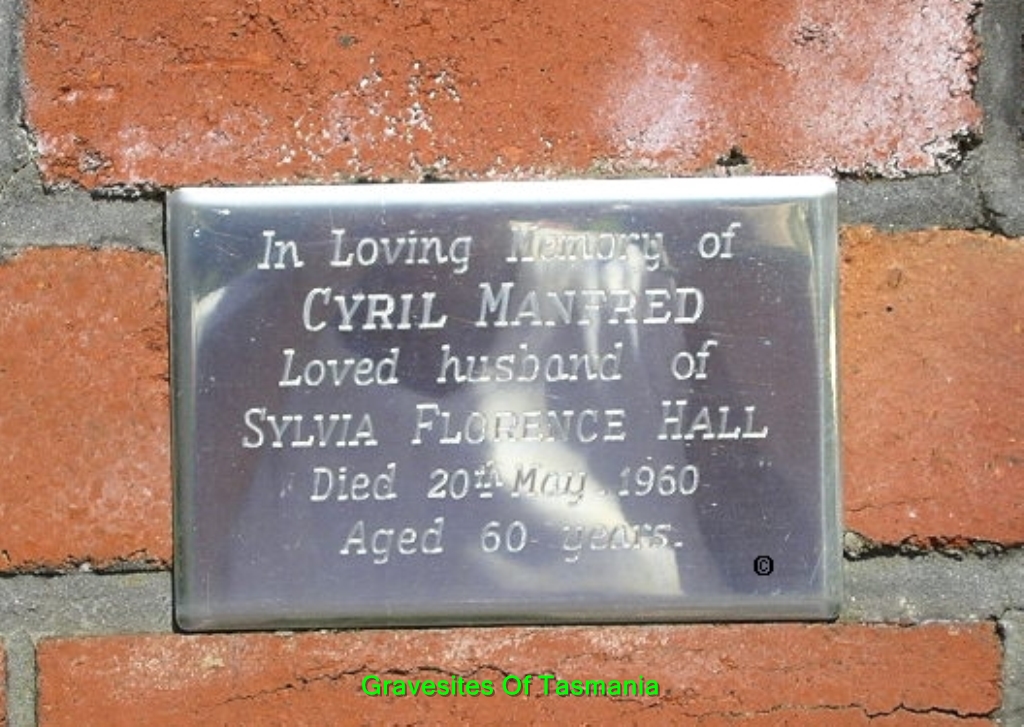 In Loving Memory of
CYRIL MANFRED
Loved husband of
SYLVIA FLORENCE HALL
Died 20th May 1960
Aged 60 years.
©
Gravesites Of Tasmania